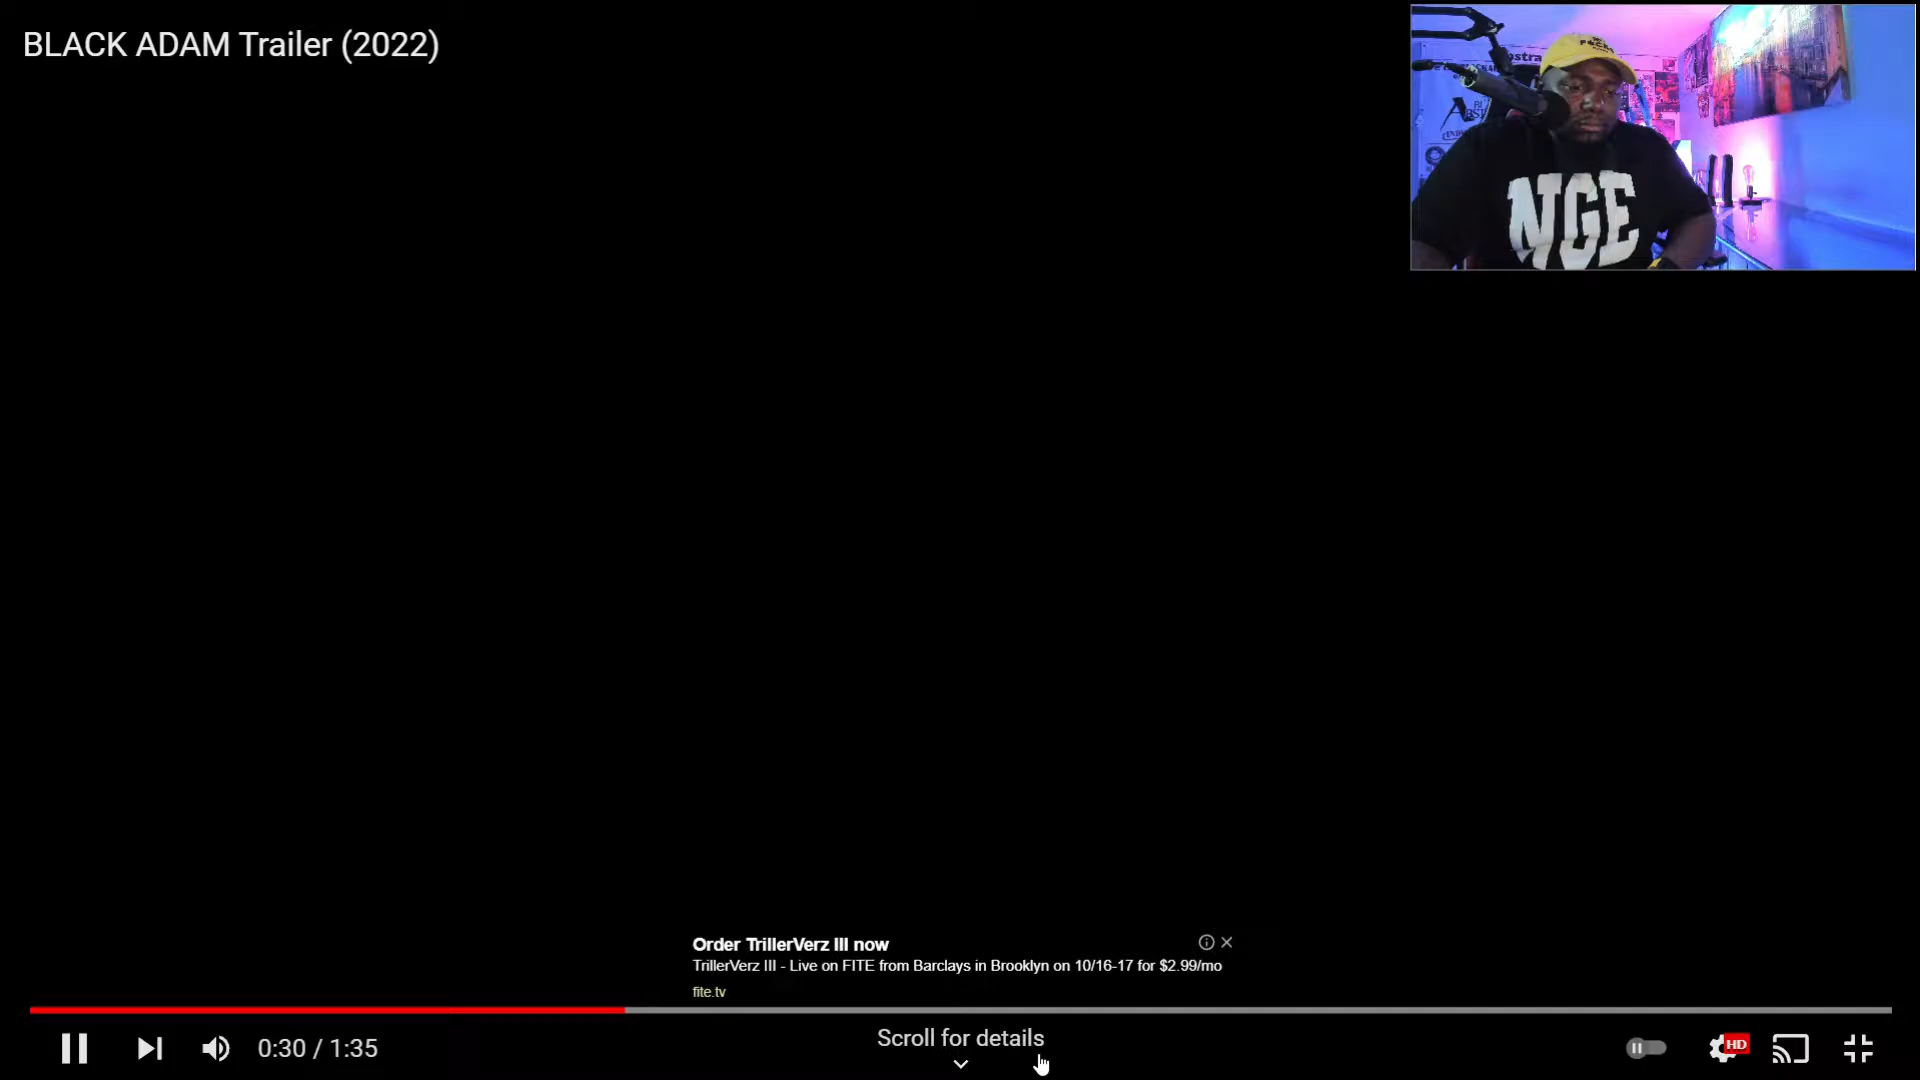 BLACK ADAM Trailer (2022)
NGE
Order TrillerVerz III now
TrillerVerz III - Live on FITE from Barclays in Brooklyn on 10/16-17 for $2.99/mo
fite.tv
0:30 / 1:35
Scroll for details
HD